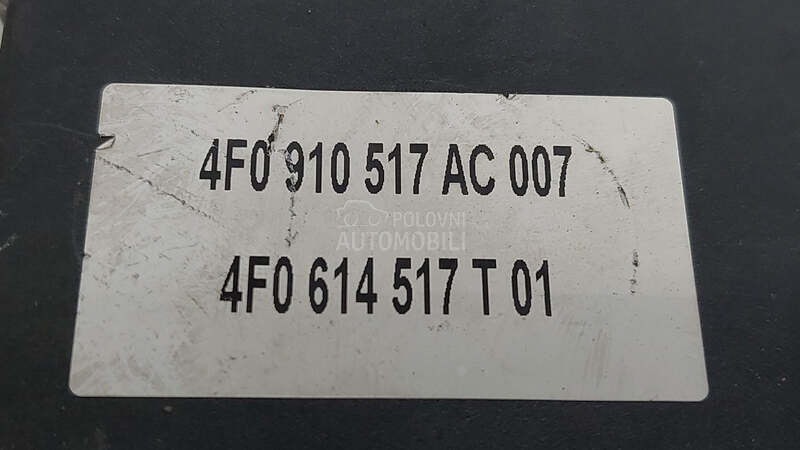 4F0 910 517 AC 007
POLOVNI
AUTOMOBILI
4F0 614 517 T 01